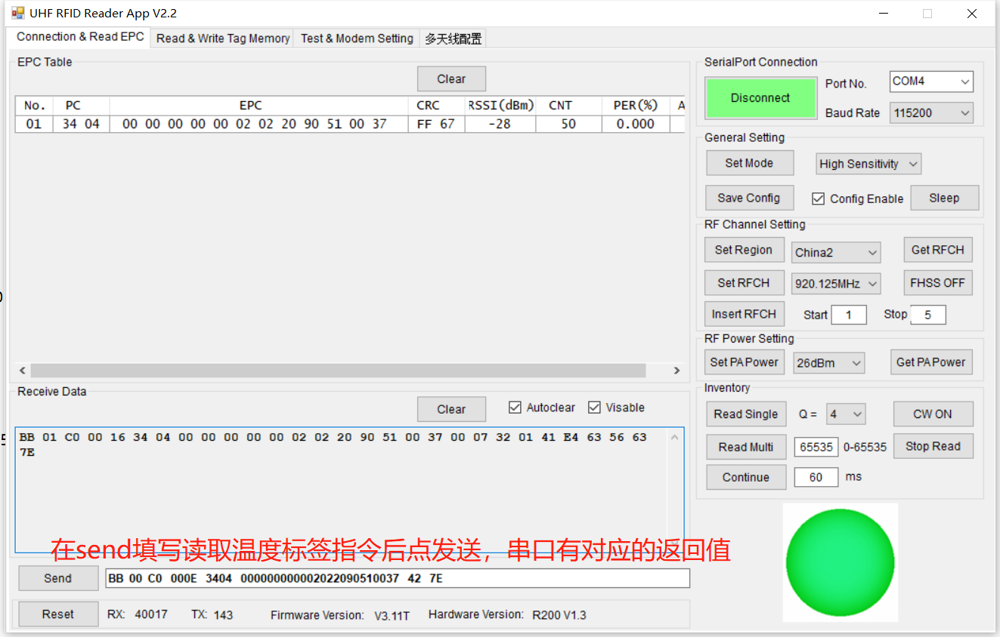 UHF RFID Reader App V2.2
Connection & Read EPC Read & Write Tag Memory Test & Modem Setting 多天线配置
EPC Table
Clear
No. PC EPC CRC RSSI(dBm) CNT PER(%) A
01 34 04 00 00 00 00 00 02 02 20 90 51 00 37 FF 67 -28 50 0.000
Receive Data
Clear Autoclear Visable
BB 01 C0 00 16 34 04 00 00 00 00 00 02 02 20 90 51 00 37 00 07 32 01 41 E4 63 56 63
7E
在send填写读取温度标签指令后点发送，串口有对应的返回值
Send BB 00 C0 000E 3404 000000000002022090510037 42 7E
Reset RX: 40017 TX: 143 Firmware Version: V3.11T Hardware Version: R200 V1.3
SerialPort Connection
Disconnect Port No. COM4
Baud Rate 115200
General Setting
Set Mode High Sensitivity
Save Config Config Enable Sleep
RF Channel Setting
Set Region China2 Get RFCH
Set RFCH 920.125MHz FHSS OFF
Insert RFCH Start 1 Stop 5
RF Power Setting
Set PA Power 26dBm Get PA Power
Inventory
Read Single Q = 4 CW ON
Read Multi 65535 0-65535 Stop Read
Continue 60 ms